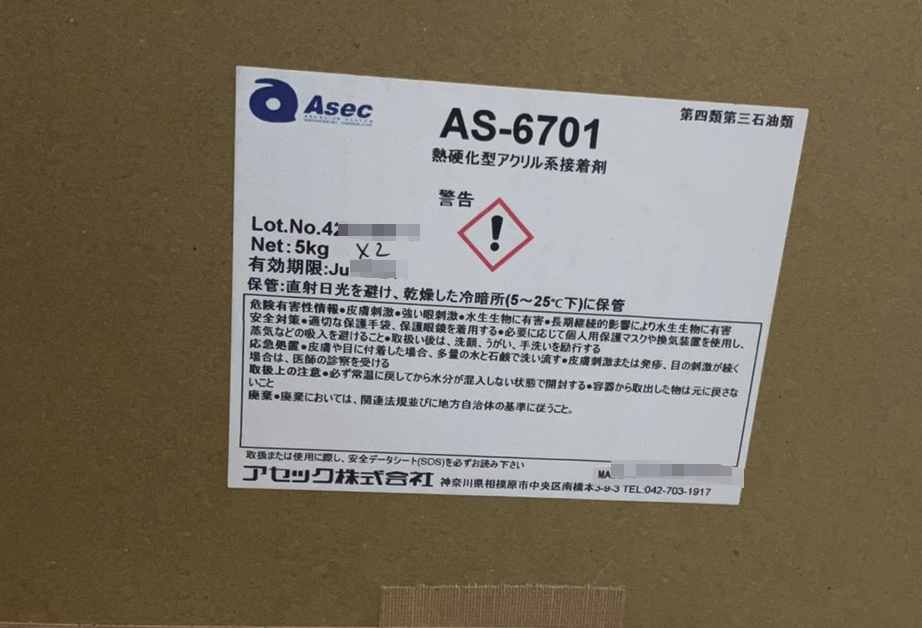 Asec
AS-6701
第四類第三石油類
熱硬化型アクリル系接着剤
警告
Lot.No.42
Net:5kg X2
有効期限:Ju
保管:直射日光を避け、乾燥した冷暗所(5～25℃下)に保管
危険有害性情報●皮膚刺激●強い眼刺激●水生生物に有害●長期継続的影響により水生生物に有害
安全対策●適切な保護手袋、保護眼鏡を着用する●必要に応じて個人用保護マスクや換気装置を使用し、
蒸気などの吸入を避けること●取扱い後は、洗顔、うがい、手洗いを励行する
応急処置●皮膚や目に付着した場合、多量の水と石鹸で洗い流す●皮膚刺激または発疹、目の刺激が続く
場合は、医師の診察を受ける
取扱上の注意●必ず常温に戻してから水分が混入しない状態で開封する●容器から取出した物は元に戻さな
いこと
廃棄●廃棄においては、関連法規並びに地方自治体の基準に従うこと。
取扱または使用に際し、安全データシート(SDS)を必ずお読み下さい
MA
アセック株式会社 神奈川県相模原市中央区南橋本3-9-3 TEL:042-703-1917